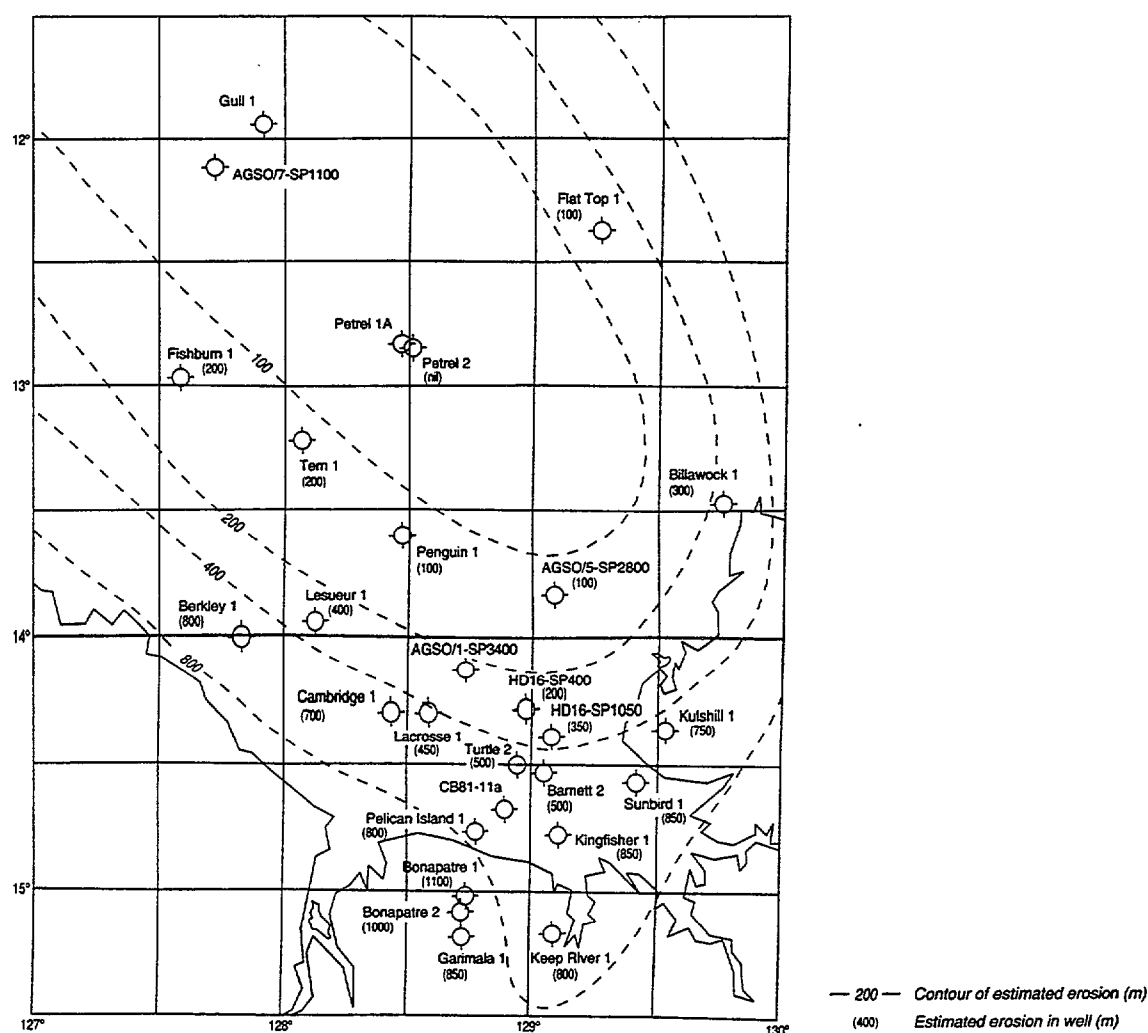 Gull 1
12°
AGSO/7-SP1100
Flat Top 1
(100)
Petrel 1A
Petrel 2
(nil)
Fishburn 1
(200)
100
13°
Tern 1
(200)
Billawock 1
(300)
200
Penguin 1
(100)
AGSO/5-SP2800
(100)
400
Lesueur 1
(400)
Berkley 1
(800)
14°
AGSO/1-SP3400
800
HD16-SP400
(200)
Cambridge 1
(700)
HD16-SP1050
(350)
Kulshill 1
(750)
Lacrosse 1
(450)
Turtle 2
(500)
CB81-11a
Barnett 2
(500)
Sunbird 1
(850)
Pelican Island 1
(800)
Kingfisher 1
(850)
Bonapatre 1
(1100)
15°
Bonapatre 2
(1000)
Garimala 1
(850)
Keep River 1
(800)
127°
128°
129°
130°
200 Contour of estimated erosion (m)
(400) Estimated erosion in well (m)